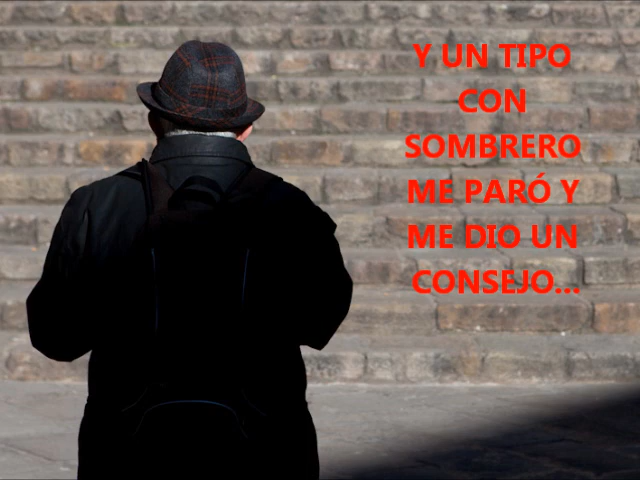 Y UN TIPO
CON
SOMBRERO
ME PARÓ Y
ME DIO UN
CONSEJO...